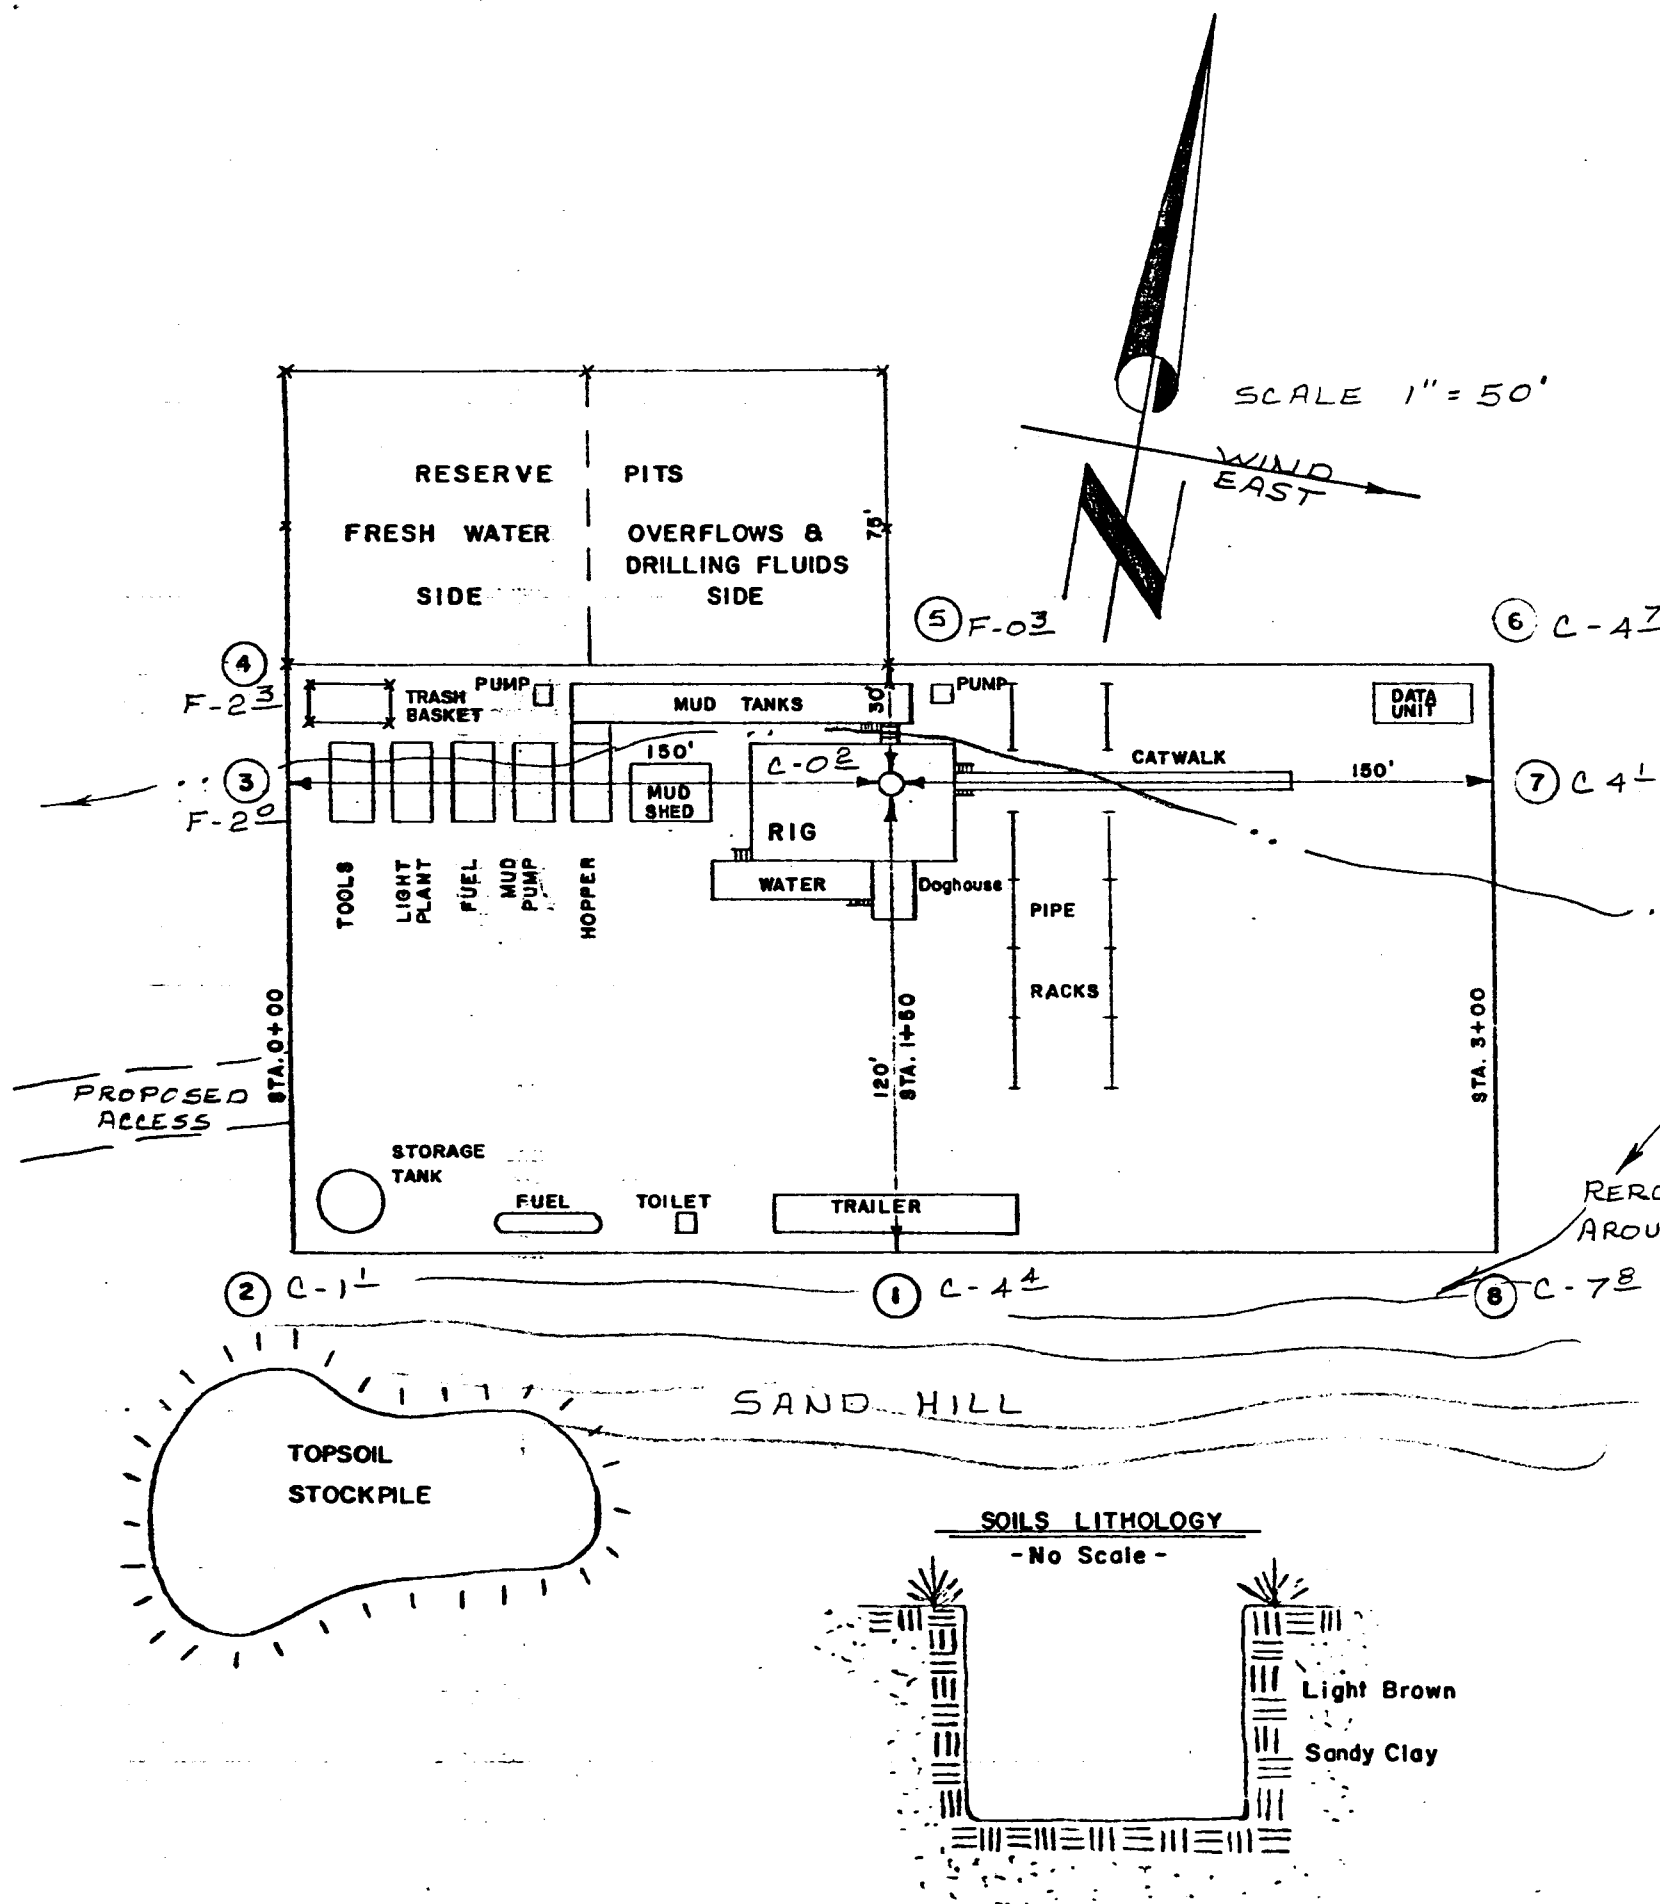 SCALE 1" = 50'
WIND
EAST
RESERVE PITS
FRESH WATER SIDE
OVERFLOWS &
DRILLING FLUIDS
SIDE
75'
5 F-0 3
6 C-4 7
4
F-2 3
TRASH
BASKET
PUMP
MUD TANKS
30'
PUMP
DATA
UNIT
150'
C-0 2
CATWALK
150'
3
F-2 0
7 C 4 1
MUD
SHED
RIG
TOOLS
LIGHT
PLANT
FUEL
MUD
PUMP
HOPPER
WATER
Doghouse
PIPE
RACKS
STA. 0+00
120'
STA. 1+50
STA. 3+00
PROPOSED
ACCESS
STORAGE
TANK
FUEL
TOILET
TRAILER
2 C-1 1
1 C-4 4
8 C-7 8
SAND HILL
TOPSOIL
STOCKPILE
SOILS LITHOLOGY
- No Scale -
Light Brown
Sandy Clay